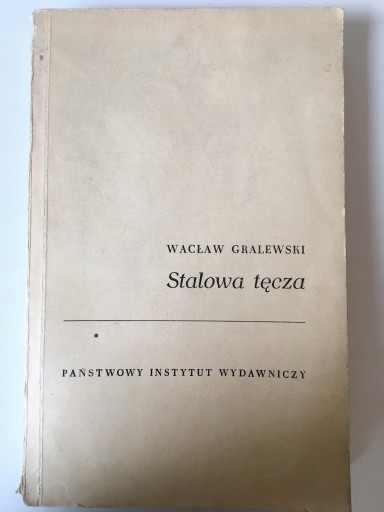 WACŁAW GRALEWSKI
Stalowa tęcza
PAŃSTWOWY INSTYTUT WYDAWNICZY